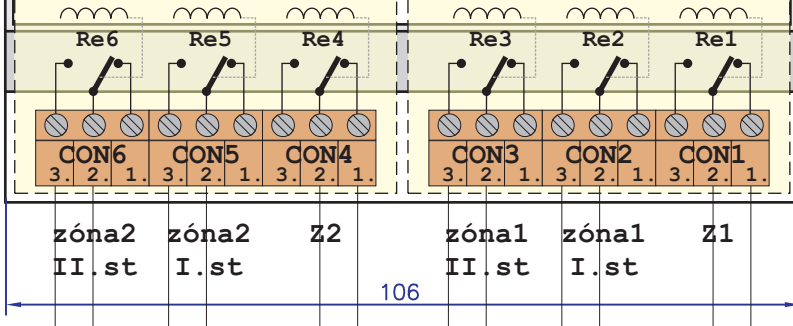 Re6 Re5 Re4 Re3 Re2 Re1
CON6 CON5 CON4 CON3 CON2 CON1
3. 2. 1. 3. 2. 1. 3. 2. 1. 3. 2. 1. 3. 2. 1. 3. 2. 1.
zóna2 zóna2 Z2 zóna1 zóna1 Z1
II.st I.st II.st I.st
106